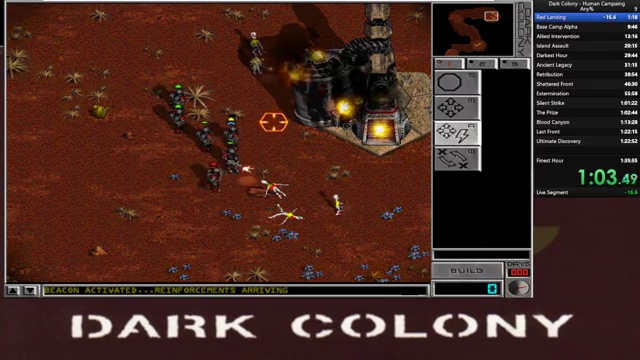 Dark Colony - Human Campaing
Any% 9
Red Landing -15.6 1:18
Base Camp Alpha 9:46
Allied Intervention 13:16
Island Assault 20:15
Darkest Hour 29:44
Ancient Legacy 31:15
Retribution 38:54
Shattered Front 46:30
Extermination 55:58
Silent Strike 1:01:22
The Prize 1:02:44
Blood Canyon 1:13:28
Last Front 1:22:15
Ultimate Discovery 1:22:52
Finest Hour 1:35:55
1:03.49
Live Segment -15.6
BUILD
DAYS
000
0
BEACON ACTIVATED...REINFORCEMENTS ARRIVING
DARK COLONY